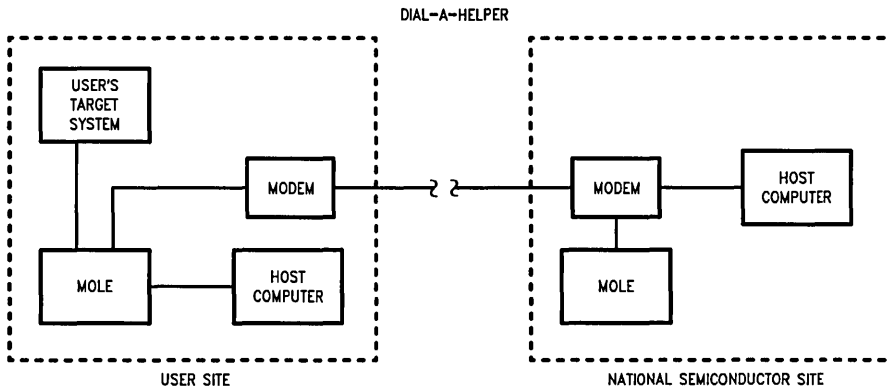 DIAL-A-HELPER
USER'S
TARGET
SYSTEM
MODEM
MOLE
HOST
COMPUTER
USER SITE
MODEM
HOST
COMPUTER
MOLE
NATIONAL SEMICONDUCTOR SITE